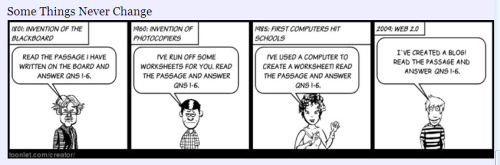 Some Things Never Change
1801: INVENTION OF THE
BLACKBOARD
READ THE PASSAGE I HAVE
WRITTEN ON THE BOARD AND
ANSWER QNS 1-6.
1960: INVENTION OF
PHOTOCOPIERS
I'VE RUN OFF SOME
WORKSHEETS FOR YOU. READ
THE PASSAGE AND ANSWER
QNS 1-6.
1985: FIRST COMPUTERS HIT
SCHOOLS
I'VE USED A COMPUTER TO
CREATE A WORKSHEET! READ
THE PASSAGE AND ANSWER
QNS 1-6.
2009: WEB 2.0
I'VE CREATED A BLOG!
READ THE PASSAGE AND
ANSWER QNS 1-6.
toonlet.com/creator/